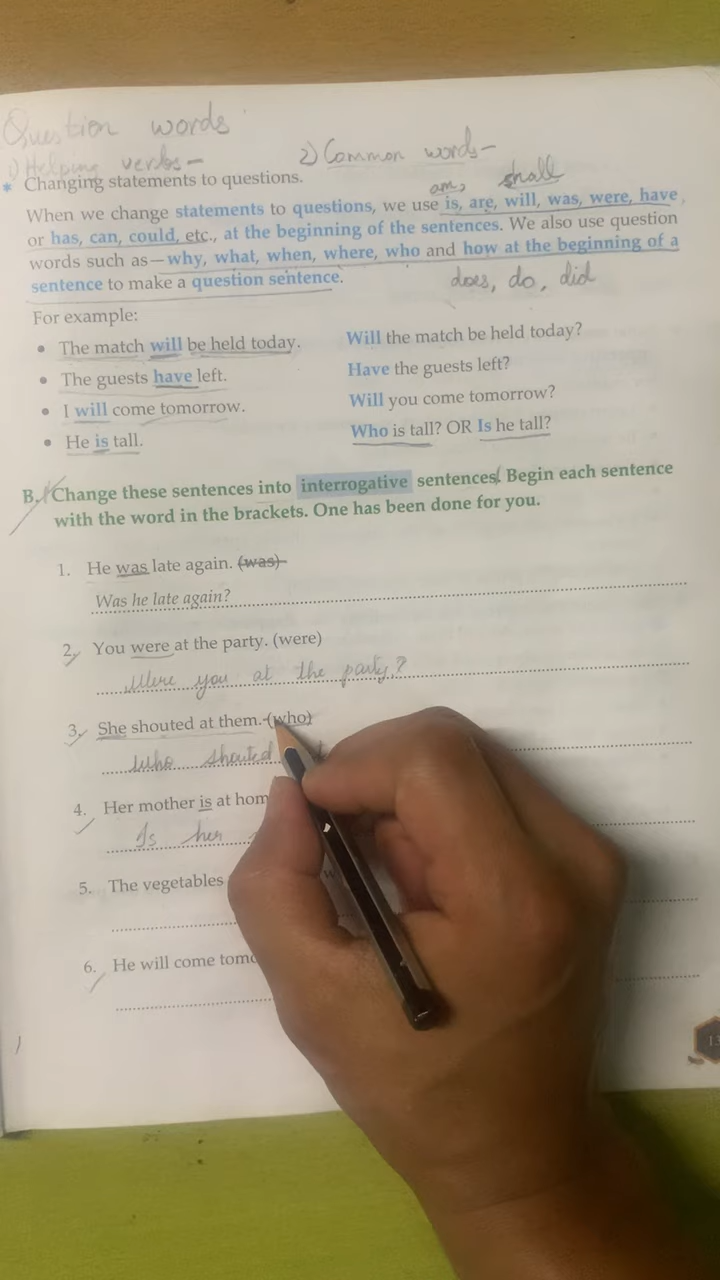 Question words
1) Helping verbs-
2) Common words-
* Changing statements to questions.
am, shall
When we change statements to questions, we use is, are, will, was, were, have
or has, can, could, etc., at the beginning of the sentences. We also use question
words such as—why, what, when, where, who and how at the beginning of a
sentence to make a question sentence.
does, do, did
For example:
• The match will be held today. Will the match be held today?
• The guests have left. Have the guests left?
• I will come tomorrow. Will you come tomorrow?
• He is tall. Who is tall? OR Is he tall?
B. Change these sentences into interrogative sentences. Begin each sentence
with the word in the brackets. One has been done for you.
1. He was late again. (was)
Was he late again?
2. You were at the party. (were)
Were you at the party?
3. She shouted at them. (who)
Who shouted
4. Her mother is at hom
Is her
5. The vegetables
6. He will come tomo